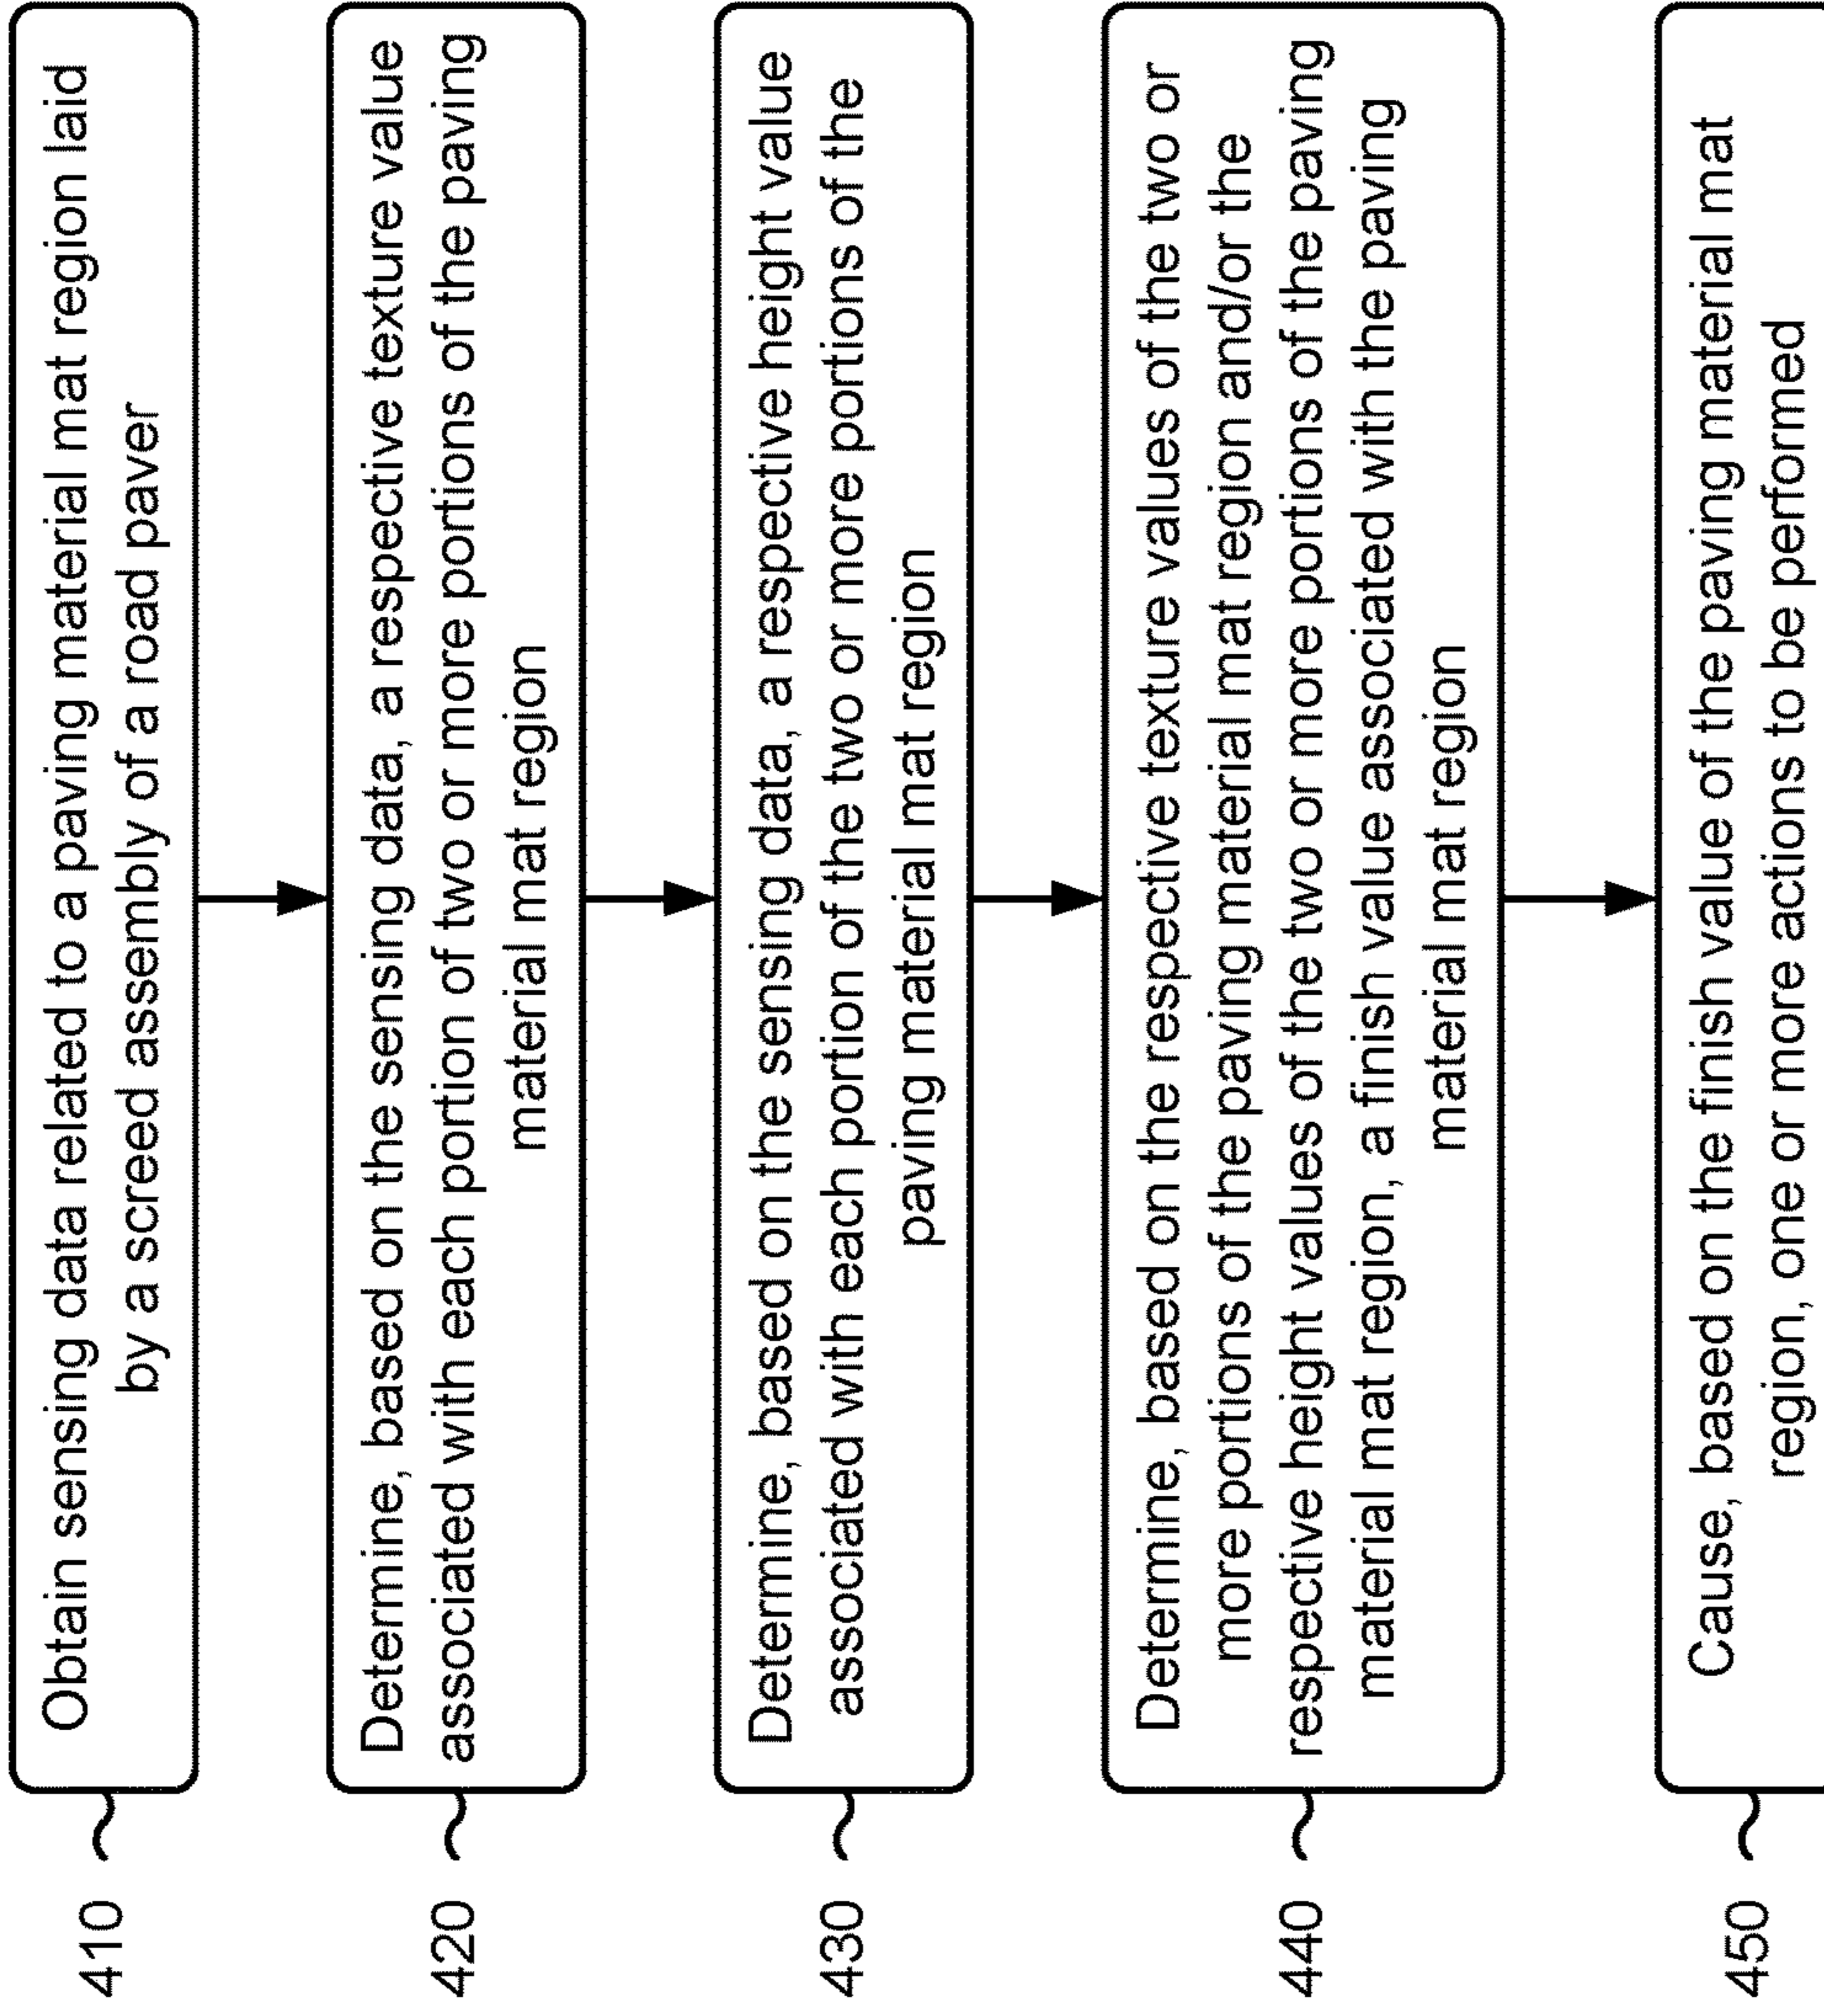 410
Obtain sensing data related to a paving material mat region laid
by a screed assembly of a road paver
420
Determine, based on the sensing data, a respective texture value
associated with each portion of two or more portions of the paving
material mat region
430
Determine, based on the sensing data, a respective height value
associated with each portion of the two or more portions of the
paving material mat region
440
Determine, based on the respective texture values of the two or
more portions of the paving material mat region and/or the
respective height values of the two or more portions of the paving
material mat region, a finish value associated with the paving
material mat region
450
Cause, based on the finish value of the paving material mat
region, one or more actions to be performed